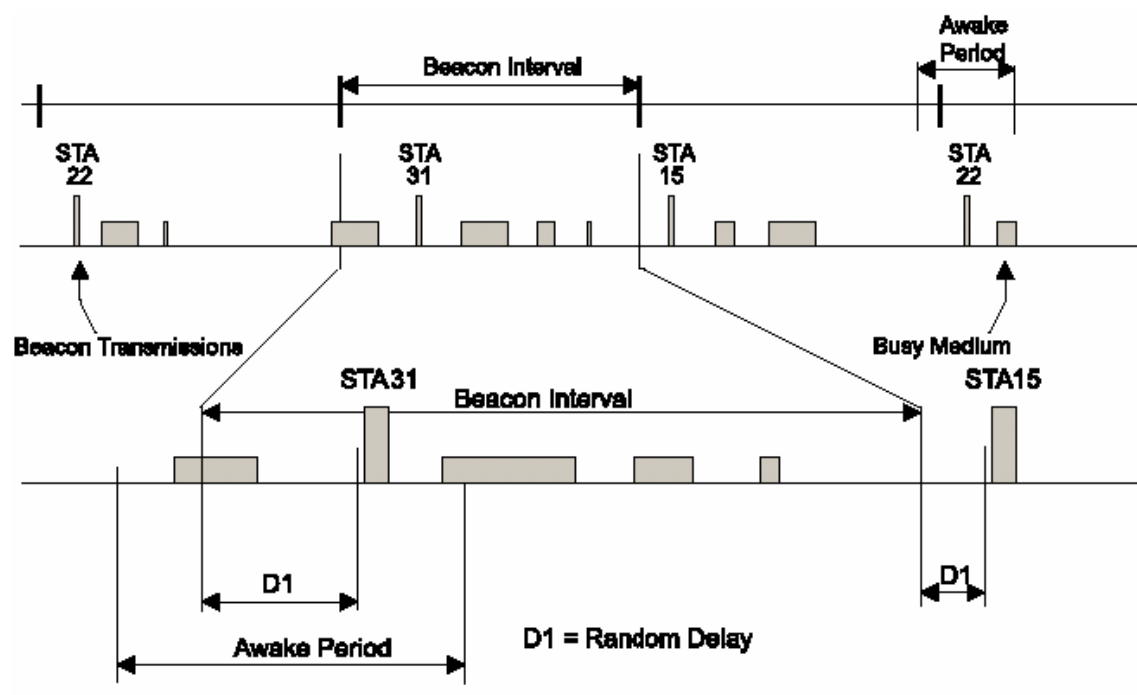 Awake
Period
Beacon Interval
STA
22
STA
31
STA
15
STA
22
Beacon Transmissions
Busy Medium
STA31
Beacon Interval
STA15
D1
D1
Awake Period
D1 = Random Delay